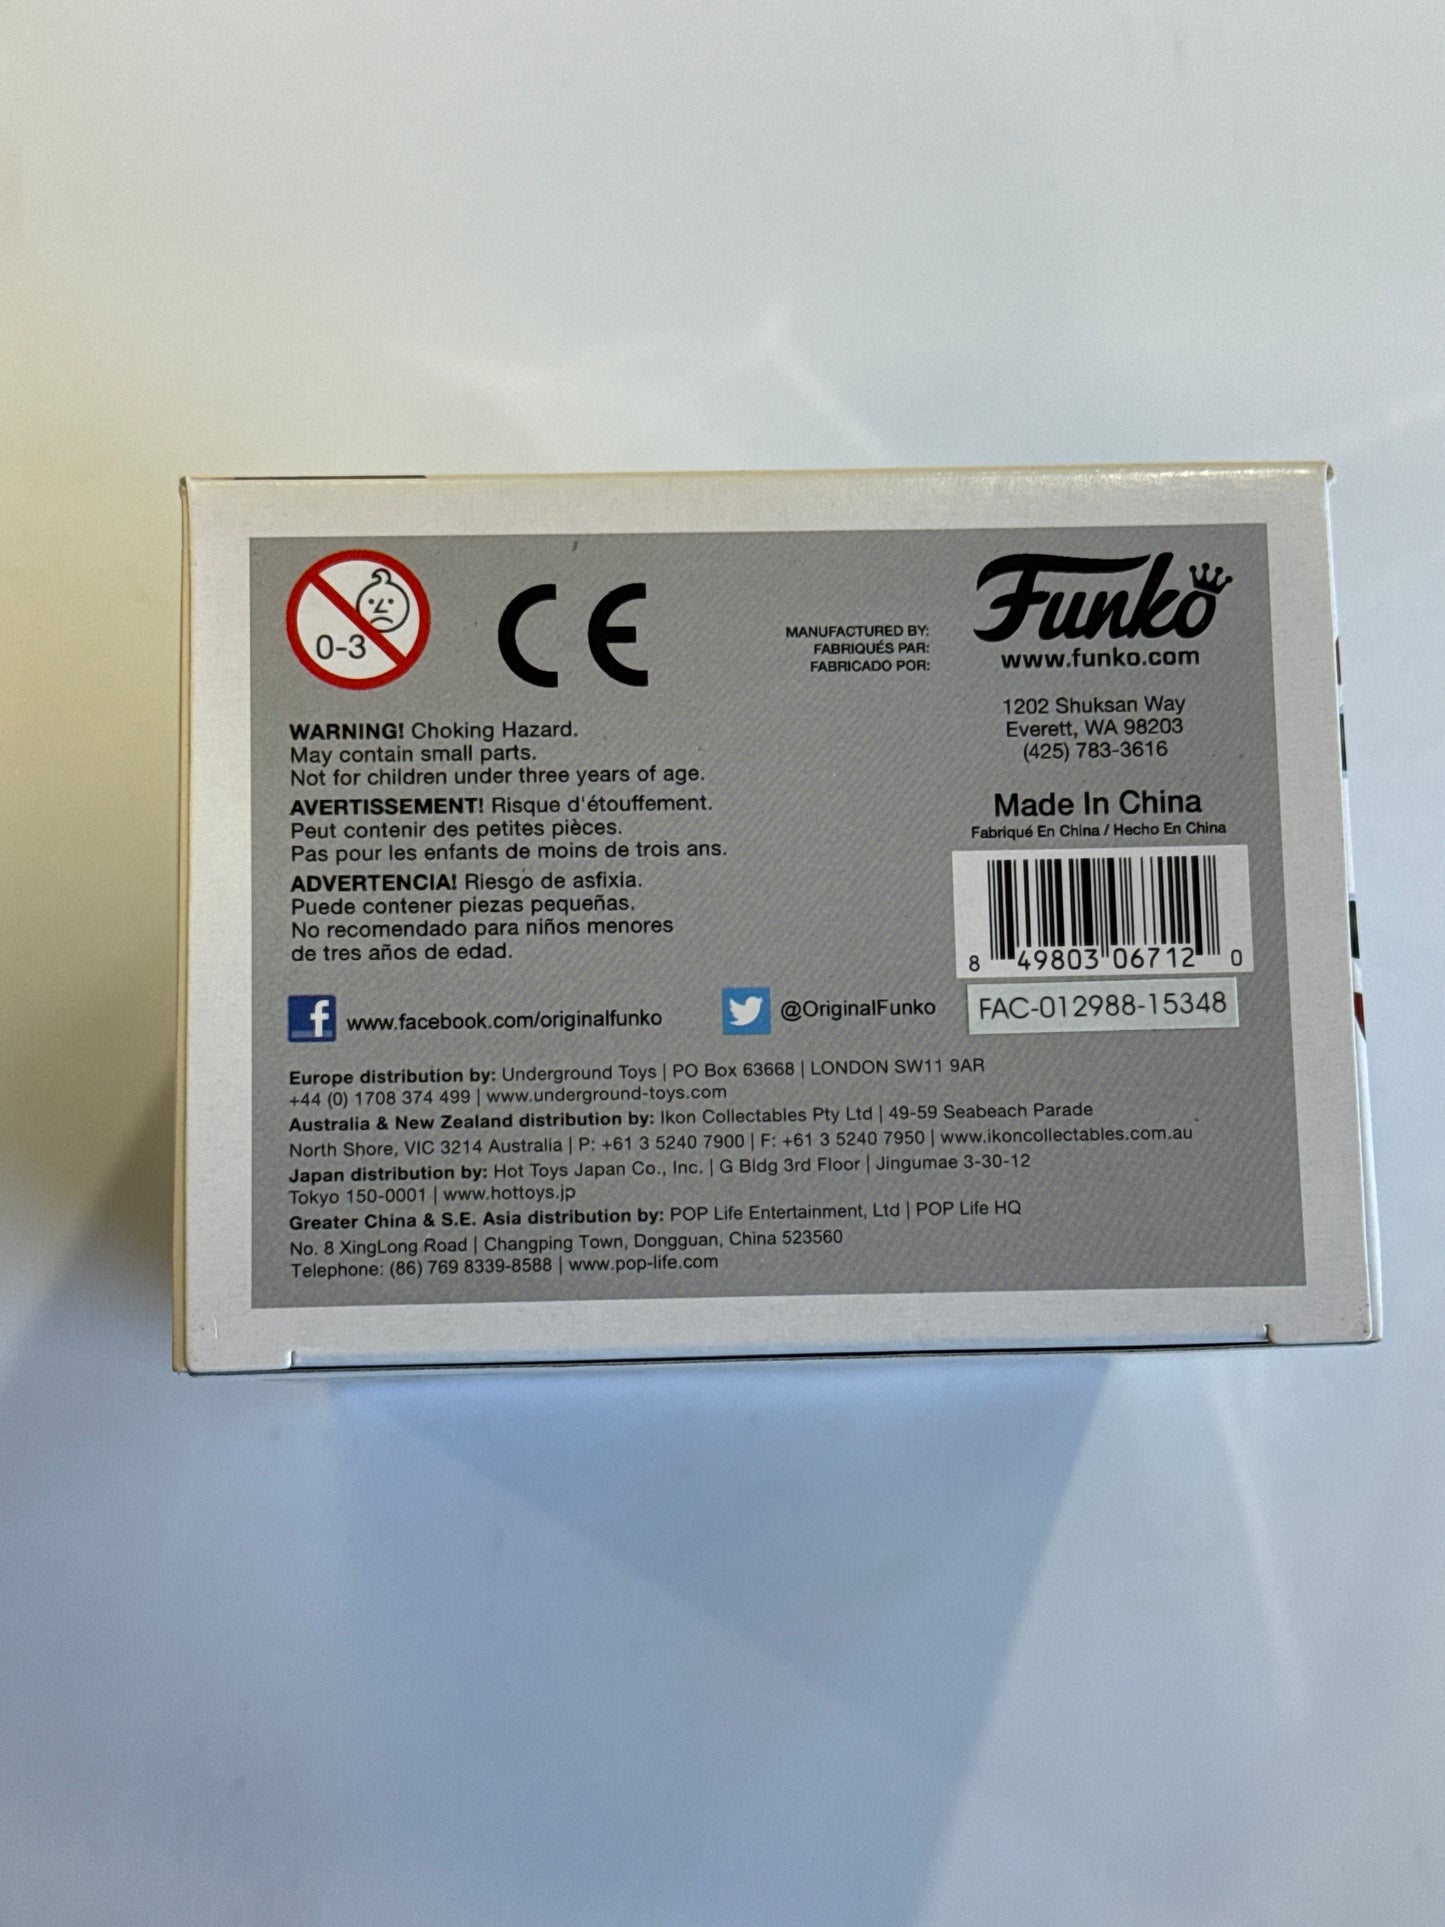 0-3
CE
MANUFACTURED BY:
FABRIQUÉS PAR:
FABRICADO POR:
Funko
www.funko.com
1202 Shuksan Way
Everett, WA 98203
(425) 783-3616
WARNING! Choking Hazard.
May contain small parts.
Not for children under three years of age.
AVERTISSEMENT! Risque d'étouffement.
Peut contenir des petites pièces.
Pas pour les enfants de moins de trois ans.
ADVERTENCIA! Riesgo de asfixia.
Puede contener piezas pequeñas.
No recomendado para niños menores
de tres años de edad.
Made In China
Fabriqué En China / Hecho En China
8 49803 06712 0
FAC-012988-15348
f www.facebook.com/originalfunko
@OriginalFunko
Europe distribution by: Underground Toys | PO Box 63668 | LONDON SW11 9AR
+44 (0) 1708 374 499 | www.underground-toys.com
Australia & New Zealand distribution by: Ikon Collectables Pty Ltd | 49-59 Seabeach Parade
North Shore, VIC 3214 Australia | P: +61 3 5240 7900 | F: +61 3 5240 7950 | www.ikoncollectables.com.au
Japan distribution by: Hot Toys Japan Co., Inc. | G Bldg 3rd Floor | Jingumae 3-30-12
Tokyo 150-0001 | www.hottoys.jp
Greater China & S.E. Asia distribution by: POP Life Entertainment, Ltd | POP Life HQ
No. 8 XingLong Road | Changping Town, Dongguan, China 523560
Telephone: (86) 769 8339-8588 | www.pop-life.com